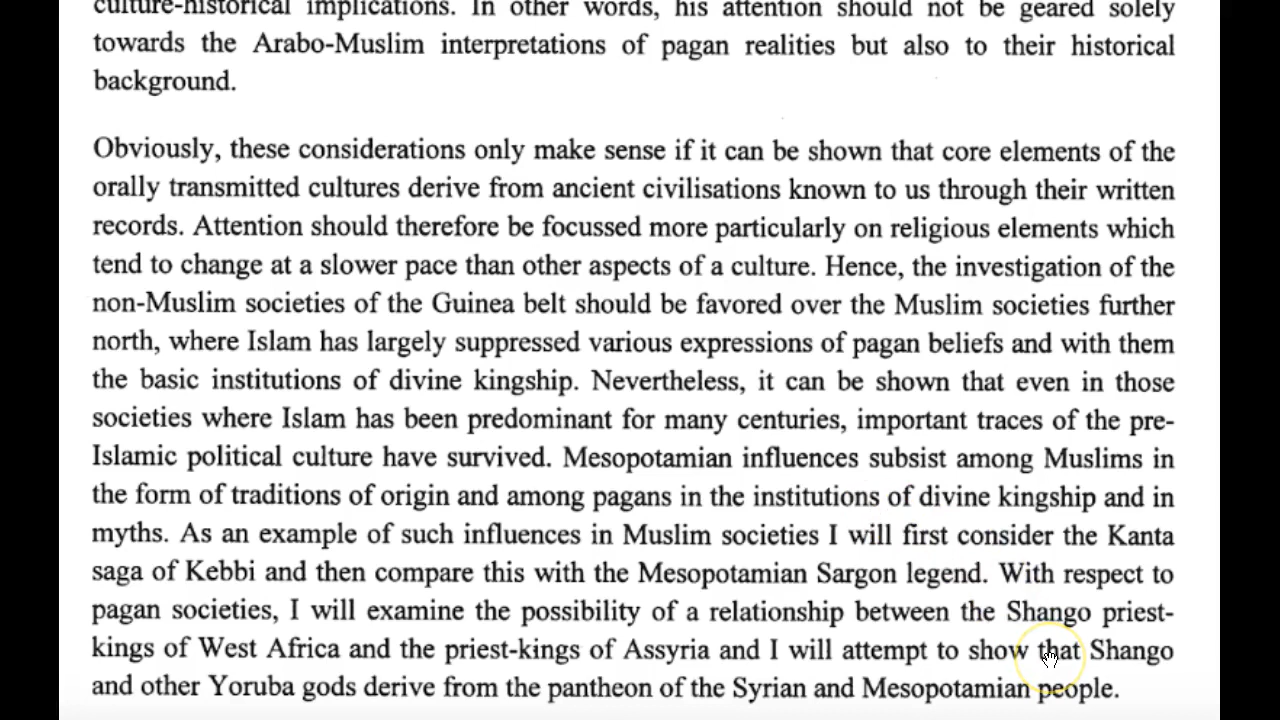 culture-historical implications. In other words, his attention should not be geared solely
towards the Arabo-Muslim interpretations of pagan realities but also to their historical
background.
Obviously, these considerations only make sense if it can be shown that core elements of the
orally transmitted cultures derive from ancient civilisations known to us through their written
records. Attention should therefore be focussed more particularly on religious elements which
tend to change at a slower pace than other aspects of a culture. Hence, the investigation of the
non-Muslim societies of the Guinea belt should be favored over the Muslim societies further
north, where Islam has largely suppressed various expressions of pagan beliefs and with them
the basic institutions of divine kingship. Nevertheless, it can be shown that even in those
societies where Islam has been predominant for many centuries, important traces of the pre-
Islamic political culture have survived. Mesopotamian influences subsist among Muslims in
the form of traditions of origin and among pagans in the institutions of divine kingship and in
myths. As an example of such influences in Muslim societies I will first consider the Kanta
saga of Kebbi and then compare this with the Mesopotamian Sargon legend. With respect to
pagan societies, I will examine the possibility of a relationship between the Shango priest-
kings of West Africa and the priest-kings of Assyria and I will attempt to show that Shango
and other Yoruba gods derive from the pantheon of the Syrian and Mesopotamian people.